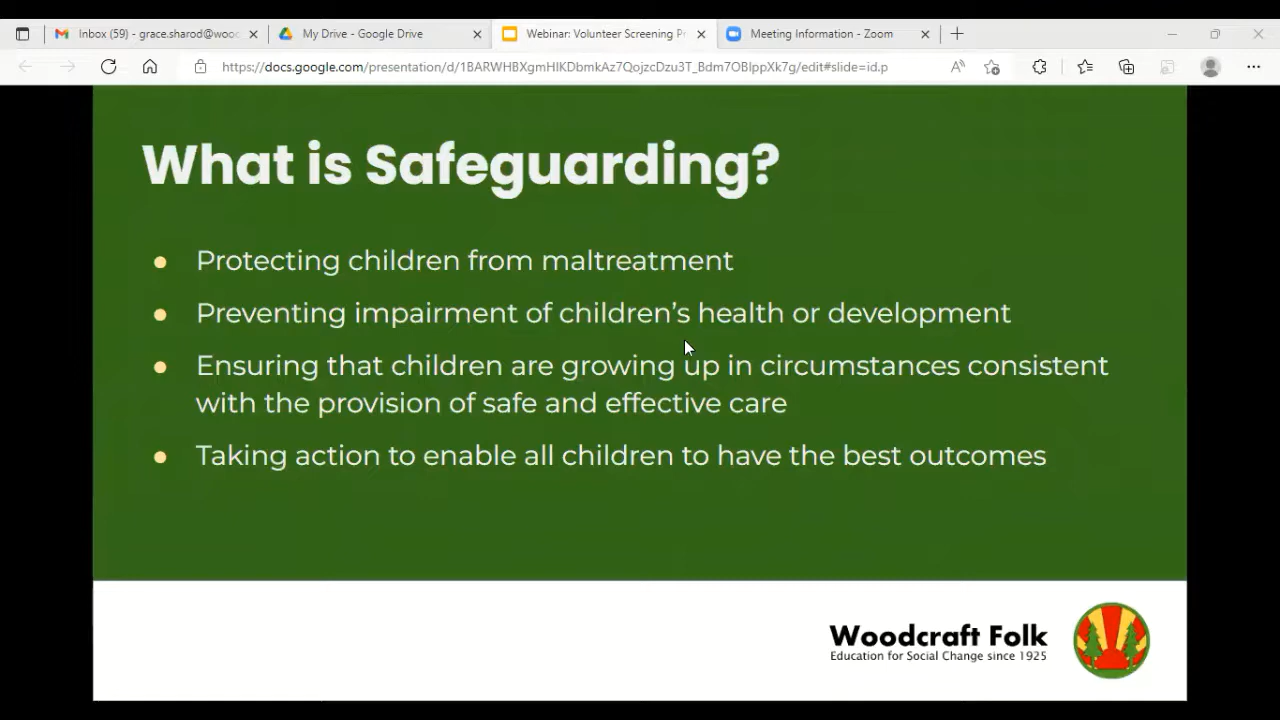 Inbox (59) - grace.sharod@wooc
My Drive - Google Drive
Webinar: Volunteer Screening Pr
Meeting Information - Zoom
https://docs.google.com/presentation/d/1BARWHBXgmHIKDbmkAz7QojzcDzu3T_Bdm7OBlppXk7g/edit#slide=id.p
What is Safeguarding?
● Protecting children from maltreatment
● Preventing impairment of children's health or development
● Ensuring that children are growing up in circumstances consistent
with the provision of safe and effective care
● Taking action to enable all children to have the best outcomes
Woodcraft Folk
Education for Social Change since 1925